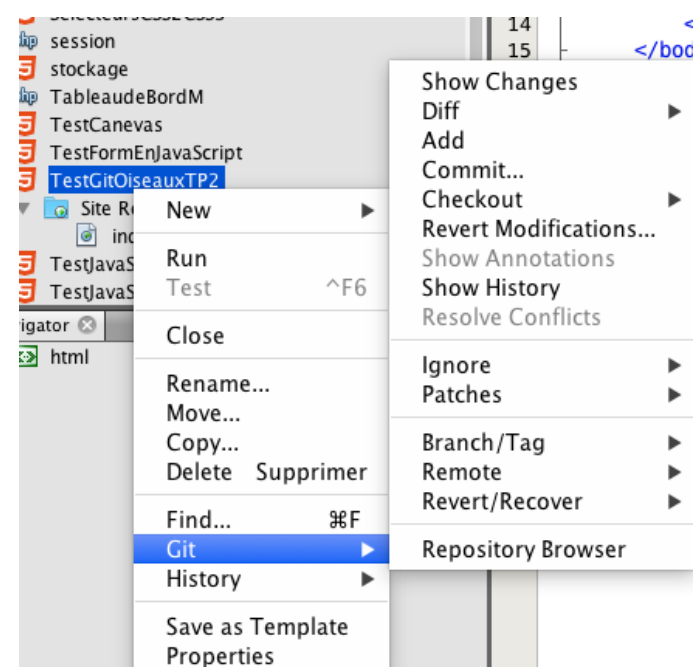 SelecteursCSS2CSS3
session
stockage
TableaudeBordM
TestCanevas
TestFormEnJavaScript
TestGitOiseauxTP2
Site R
ind
TestJavaS
TestJavaS
igator
html
New
Run
Test ^F6
Close
Rename...
Move...
Copy...
Delete Supprimer
Find... ⌘F
Git
History
Save as Template
Properties
14 <
15 </bod
Show Changes
Diff
Add
Commit...
Checkout
Revert Modifications...
Show Annotations
Show History
Resolve Conflicts
Ignore
Patches
Branch/Tag
Remote
Revert/Recover
Repository Browser